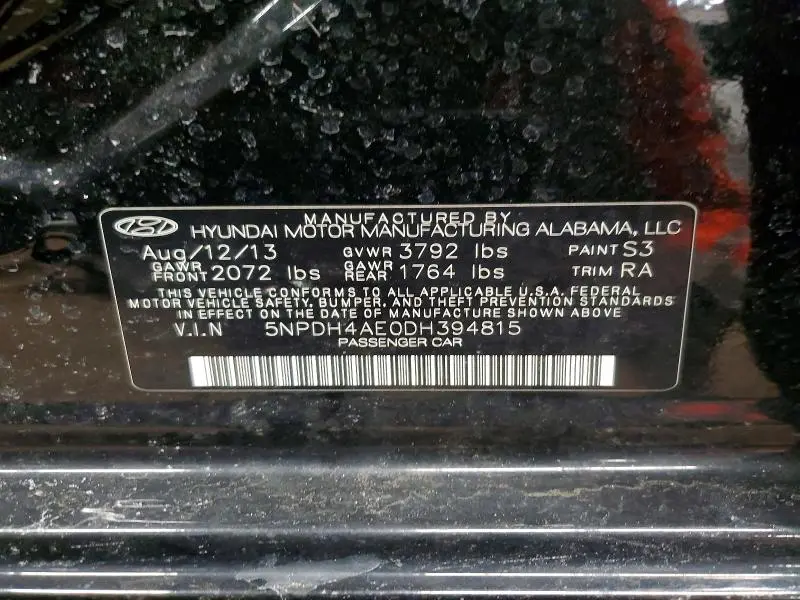 MANUFACTURED BY
HYUNDAI MOTOR MANUFACTURING ALABAMA, LLC
Aug/12/13 GVWR 3792 lbs PAINT S3
GAWR FRONT 2072 lbs GAWR REAR 1764 lbs TRIM RA
THIS VEHICLE CONFORMS TO ALL APPLICABLE U.S.A. FEDERAL
MOTOR VEHICLE SAFETY, BUMPER, AND THEFT PREVENTION STANDARDS
IN EFFECT ON THE DATE OF MANUFACTURE SHOWN ABOVE
V.I.N 5NPDH4AE0DH394815
PASSENGER CAR